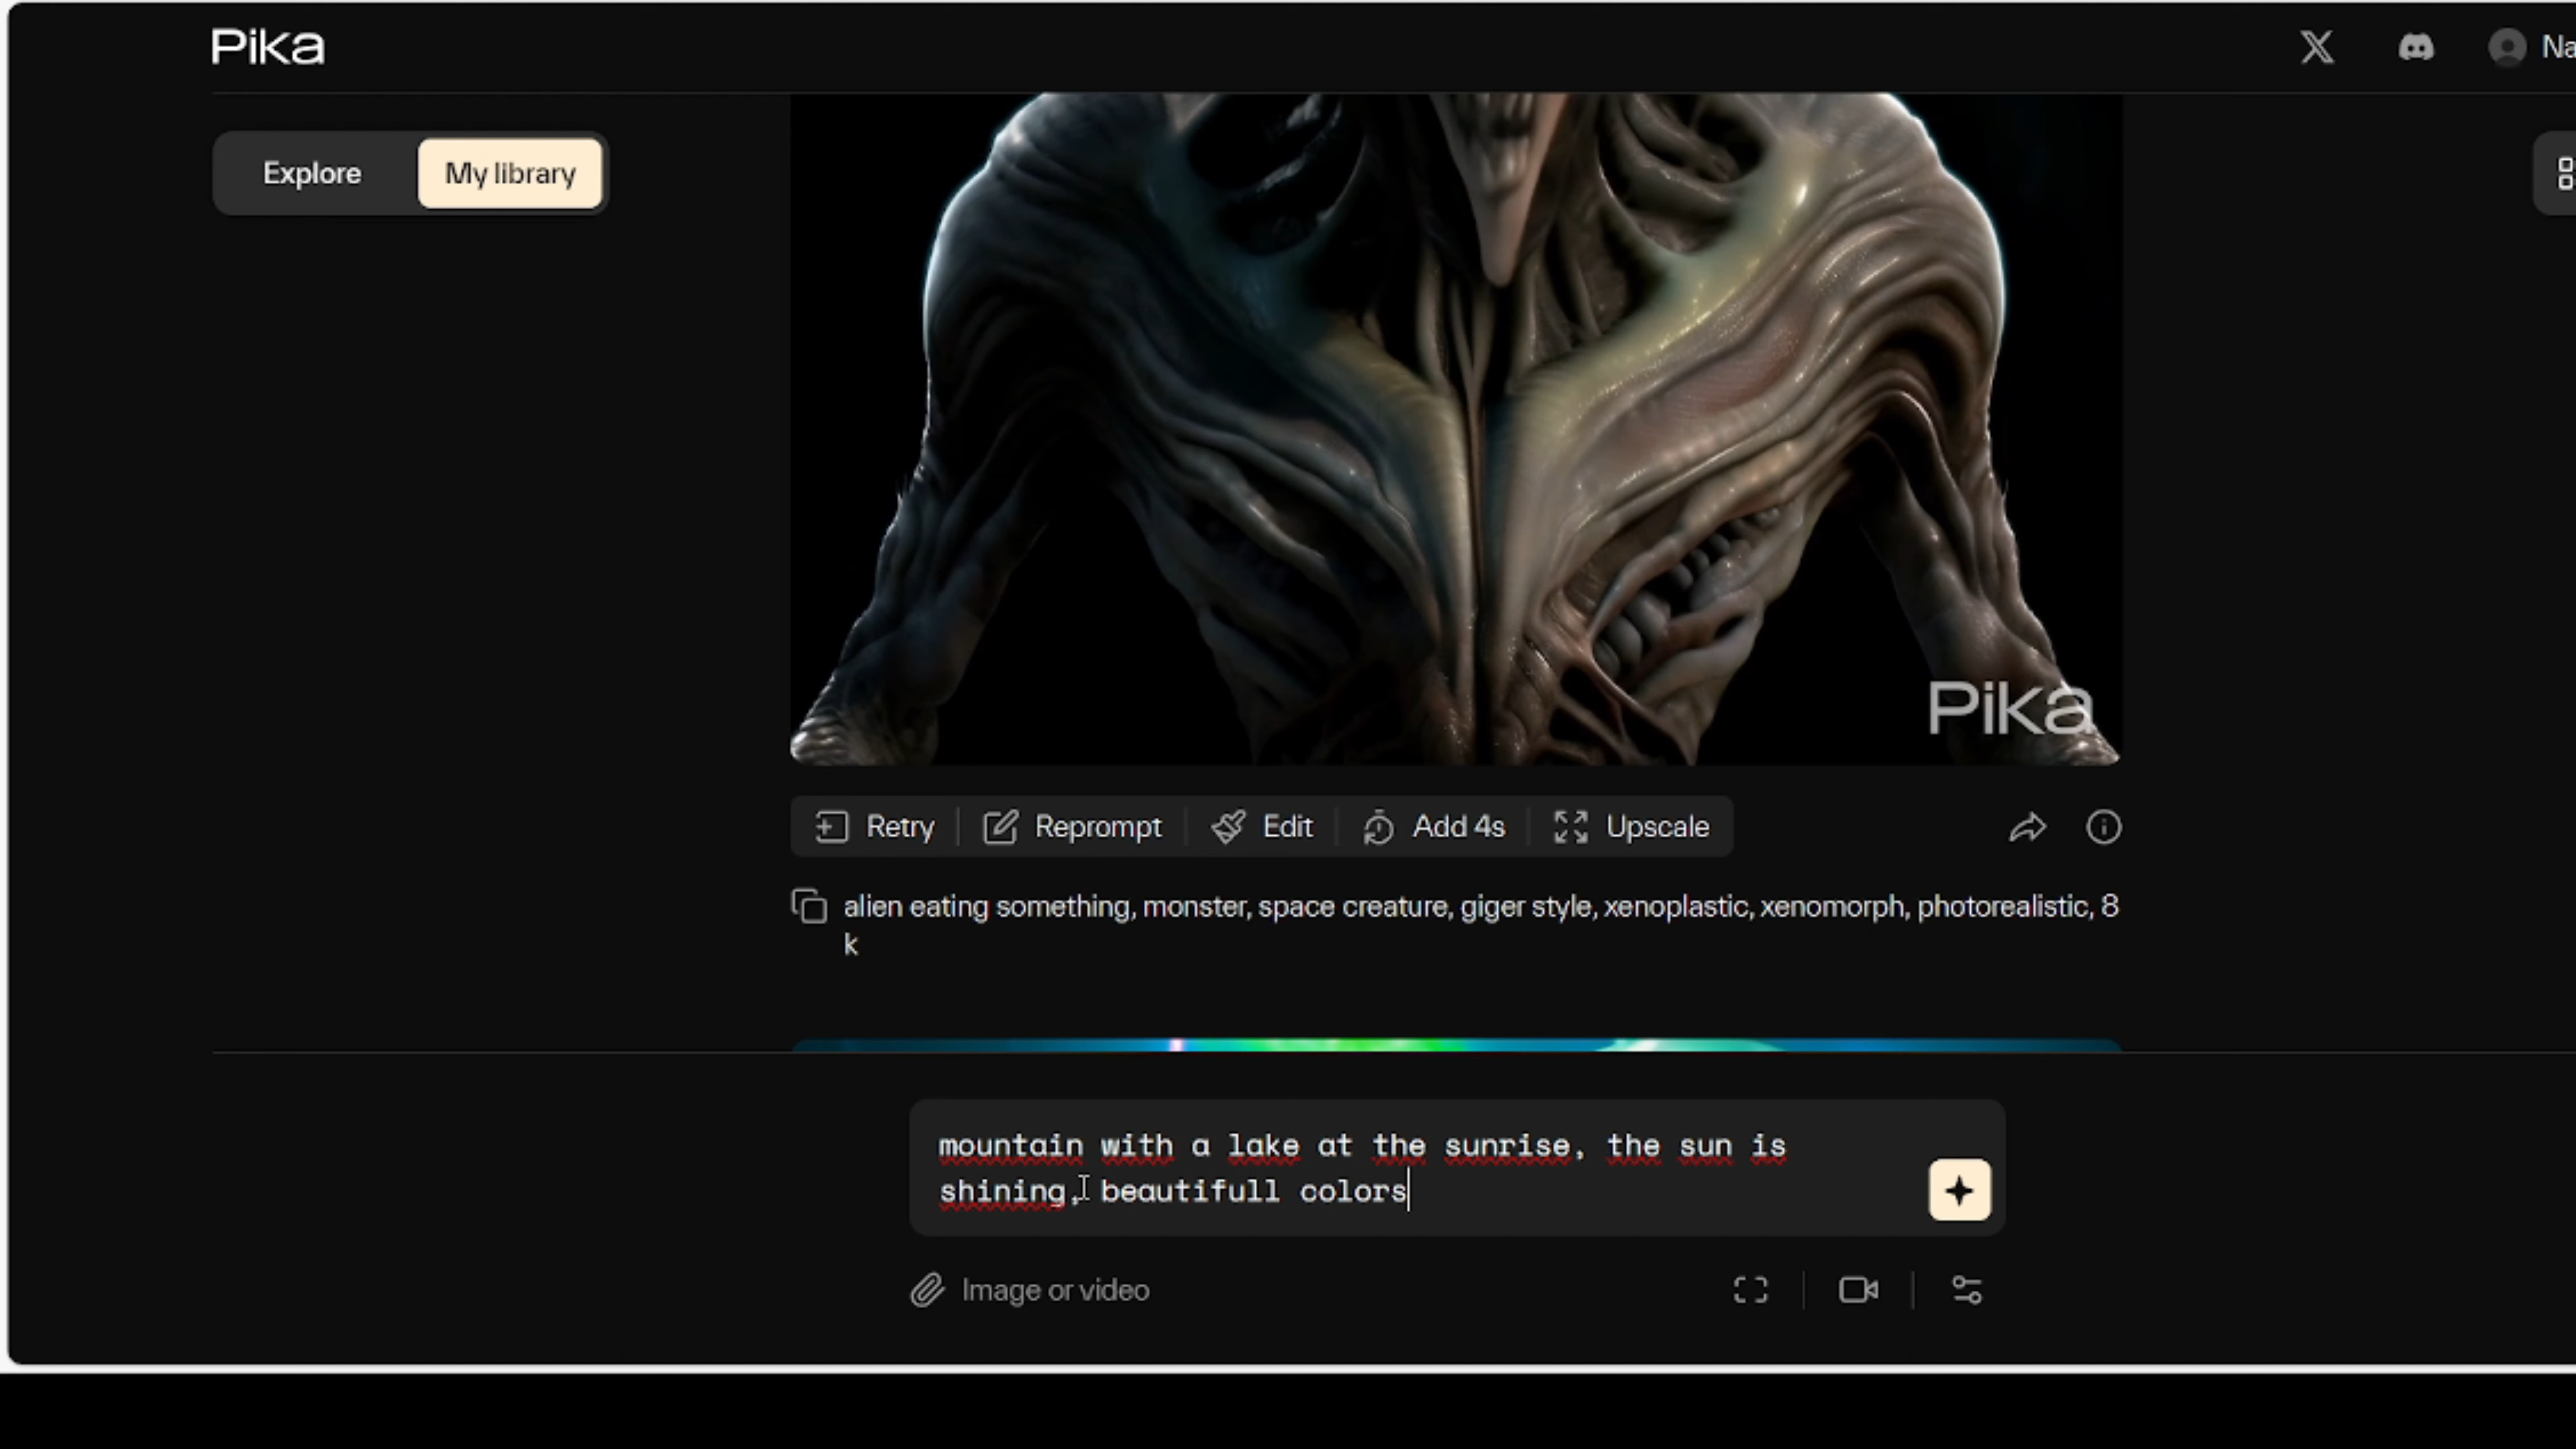 Pika
Na
Explore
My library
Pika
Retry
Reprompt
Edit
Add 4s
Upscale
alien eating something, monster, space creature, giger style, xenoplastic, xenomorph, photorealistic, 8
k
mountain with a lake at the sunrise, the sun is
shining, beautifull colors
Image or video